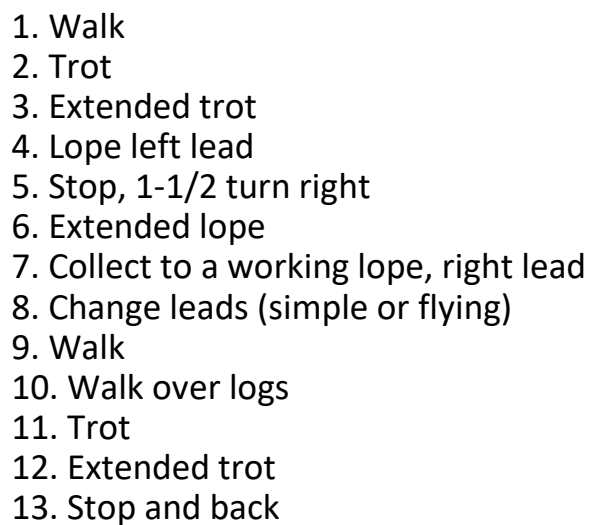 1. Walk
2. Trot
3. Extended trot
4. Lope left lead
5. Stop, 1-1/2 turn right
6. Extended lope
7. Collect to a working lope, right lead
8. Change leads (simple or flying)
9. Walk
10. Walk over logs
11. Trot
12. Extended trot
13. Stop and back